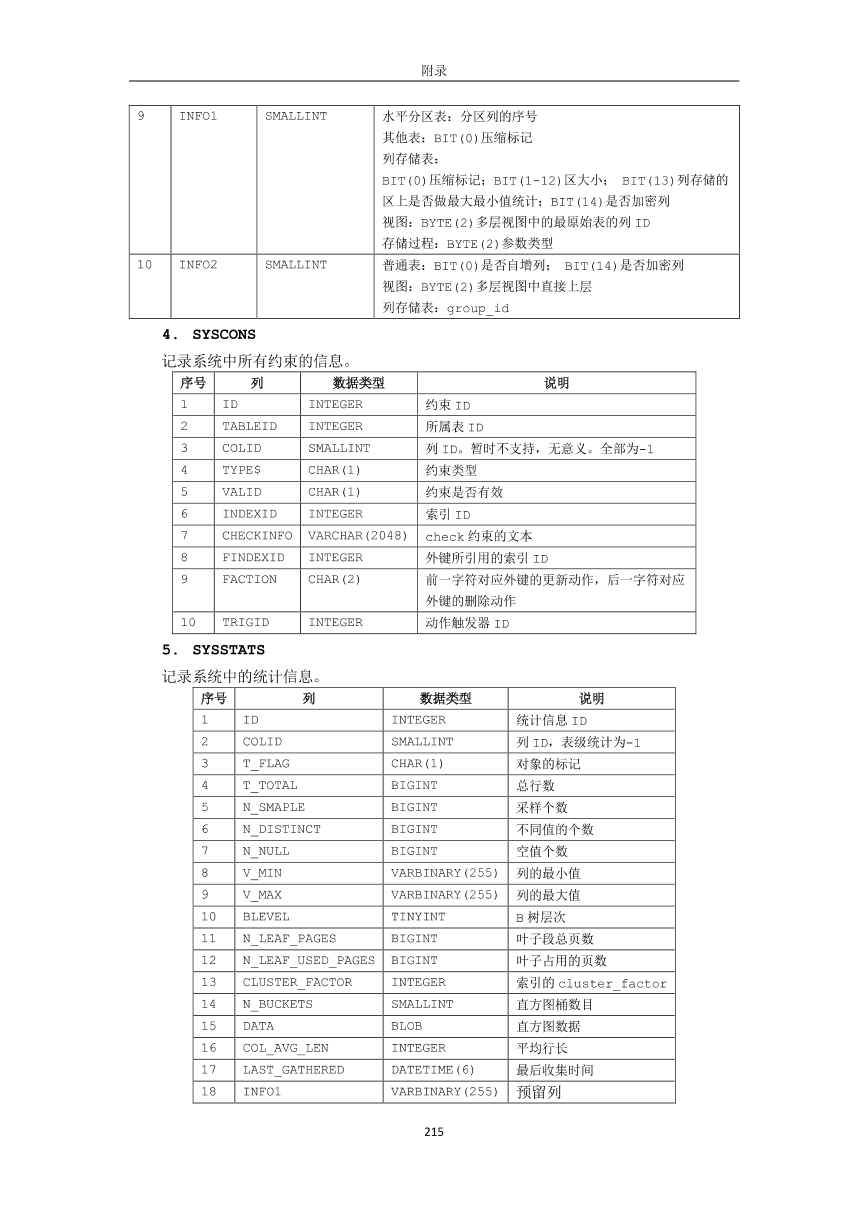 附录
9 INFO1 SMALLINT 水平分区表：分区列的序号
其他表：BIT(0)压缩标记
列存储表：
BIT(0)压缩标记；BIT(1-12)区大小； BIT(13)列存储的
区上是否做最大最小值统计；BIT(14)是否加密列
视图：BYTE(2)多层视图中的最原始表的列 ID
存储过程：BYTE(2)参数类型
10 INFO2 SMALLINT 普通表：BIT(0)是否自增列； BIT(14)是否加密列
视图：BYTE(2)多层视图中直接上层
列存储表：group_id
4. SYSCONS
记录系统中所有约束的信息。
序号 列 数据类型 说明
1 ID INTEGER 约束 ID
2 TABLEID INTEGER 所属表 ID
3 COLID SMALLINT 列 ID。暂时不支持，无意义。全部为-1
4 TYPE$ CHAR(1) 约束类型
5 VALID CHAR(1) 约束是否有效
6 INDEXID INTEGER 索引 ID
7 CHECKINFO VARCHAR(2048) check 约束的文本
8 FINDEXID INTEGER 外键所引用的索引 ID
9 FACTION CHAR(2) 前一字符对应外键的更新动作，后一字符对应
外键的删除动作
10 TRIGID INTEGER 动作触发器 ID
5. SYSSTATS
记录系统中的统计信息。
序号 列 数据类型 说明
1 ID INTEGER 统计信息 ID
2 COLID SMALLINT 列 ID，表级统计为-1
3 T_FLAG CHAR(1) 对象的标记
4 T_TOTAL BIGINT 总行数
5 N_SMAPLE BIGINT 采样个数
6 N_DISTINCT BIGINT 不同值的个数
7 N_NULL BIGINT 空值个数
8 V_MIN VARBINARY(255) 列的最小值
9 V_MAX VARBINARY(255) 列的最大值
10 BLEVEL TINYINT B 树层次
11 N_LEAF_PAGES BIGINT 叶子段总页数
12 N_LEAF_USED_PAGES BIGINT 叶子占用的页数
13 CLUSTER_FACTOR INTEGER 索引的 cluster_factor
14 N_BUCKETS SMALLINT 直方图桶数目
15 DATA BLOB 直方图数据
16 COL_AVG_LEN INTEGER 平均行长
17 LAST_GATHERED DATETIME(6) 最后收集时间
18 INFO1 VARBINARY(255) 预留列
215